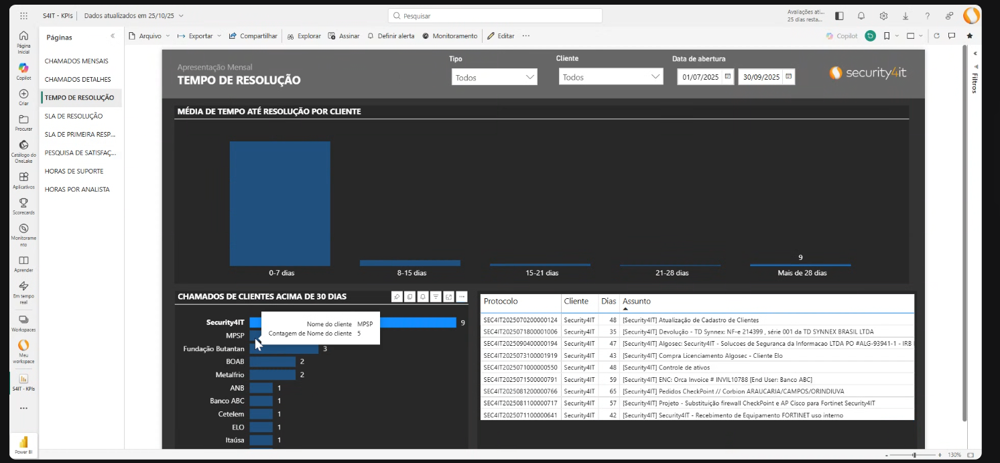 S4IT - KPIs
Dados atualizados em 25/10/25
Pesquisar
Avaliações ati...
25 dias resta...
Página Inicial
Copilot
Criar
Procurar
Catálogo do OneLake
Aplicativos
Scorecards
Monitoramento
Aprender
Em tempo real
Workspaces
Meu workspace
S4IT - KPIs
Power BI
Páginas
CHAMADOS MENSAIS
CHAMADOS DETALHES
TEMPO DE RESOLUÇÃO
SLA DE RESOLUÇÃO
SLA DE PRIMEIRA RESP...
PESQUISA DE SATISFAÇ...
HORAS DE SUPORTE
HORAS POR ANALISTA
Arquivo
Exportar
Compartilhar
Explorar
Assinar
Definir alerta
Monitoramento
Editar
Copilot
Filtros
Apresentação Mensal
TEMPO DE RESOLUÇÃO
Tipo
Todos
Cliente
Todos
Data de abertura
01/07/2025
30/09/2025
security4it
MÉDIA DE TEMPO ATÉ RESOLUÇÃO POR CLIENTE
9
0-7 dias
8-15 dias
15-21 dias
21-28 dias
Mais de 28 dias
CHAMADOS DE CLIENTES ACIMA DE 30 DIAS
Security4IT 9
MPSP
Nome do cliente MPSP
Contagem de Nome do cliente 5
Fundação Butantan 3
BOAB 2
Metalfrio 2
ANB 1
Banco ABC 1
Cetelem 1
ELO 1
Itaúsa 1
Protocolo Cliente Dias Assunto
SEC4IT2025070200000124 Security4IT 48 [Security4IT] Atualização de Cadastro de Clientes
SEC4IT2025071800001006 Security4IT 35 [Security4IT] Devolução - TD Synnex: NF-e 214399 , série 001 da TD SYNNEX BRASIL LTDA
SEC4IT2025090400000194 Security4IT 47 [Security4IT] Algosec: Security4IT - Solucoes de Seguranca da Informacao LTDA PO #ALG-93941-1 - IRB
SEC4IT2025073100001919 Security4IT 43 [Security4IT] Compra Licenciamento Algosec - Cliente Elo
SEC4IT2025071000000550 Security4IT 48 [Security4IT] Controle de ativos
SEC4IT2025071500000791 Security4IT 59 [Security4IT] ENC: Orca Invoice # INVIL10788 [End User: Banco ABC]
SEC4IT2025081200000766 Security4IT 65 [Security4IT] Pedidos CheckPoint // Corbion ARAUCARIA/CAMPOS/ORINDIUVA
SEC4IT2025081100000717 Security4IT 57 [Security4IT] Projeto - Substituição firewall CheckPoint e AP Cisco para Fortinet Security4IT
SEC4IT2025071100000641 Security4IT 42 [Security4IT] Security4IT - Recebimento de Equipamento FORTINET uso interno
130%